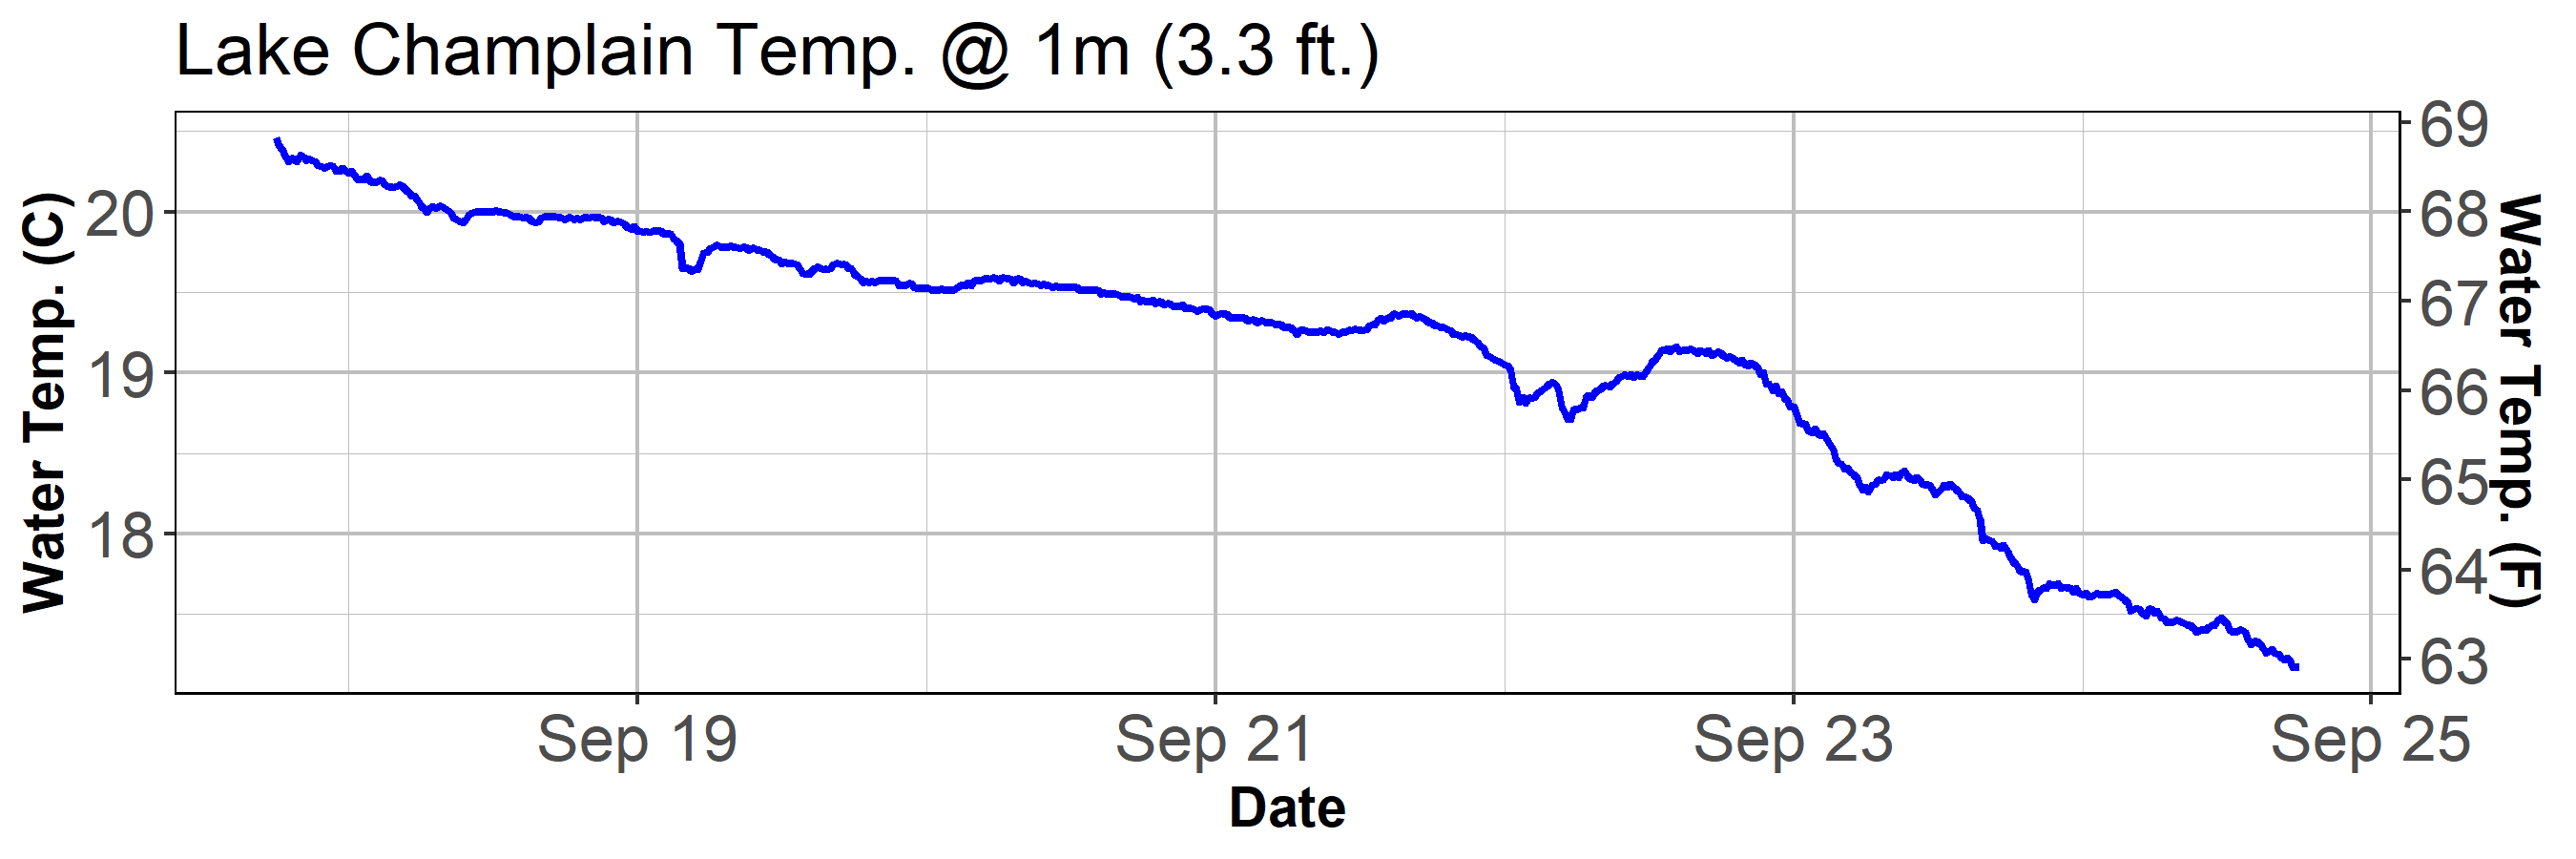 Lake Champlain Temp. @ 1m (3.3 ft.)
Water Temp. (C)
20
19
18
69
68
67
66
65
64
63
Water Temp. (F)
Sep 19 Sep 21 Sep 23 Sep 25
Date